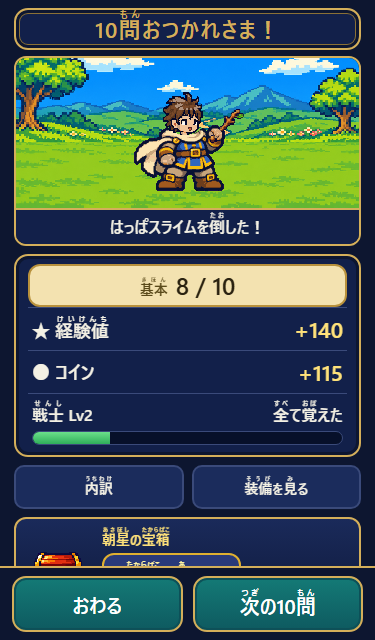 10問おつかれさま！
はっぱスライムを倒した！
基本 8 / 10
★ 経験値 +140
● コイン +115
戦士 Lv2 全て覚えた
内訳 装備を見る
朝星の宝箱
おわる 次の10問